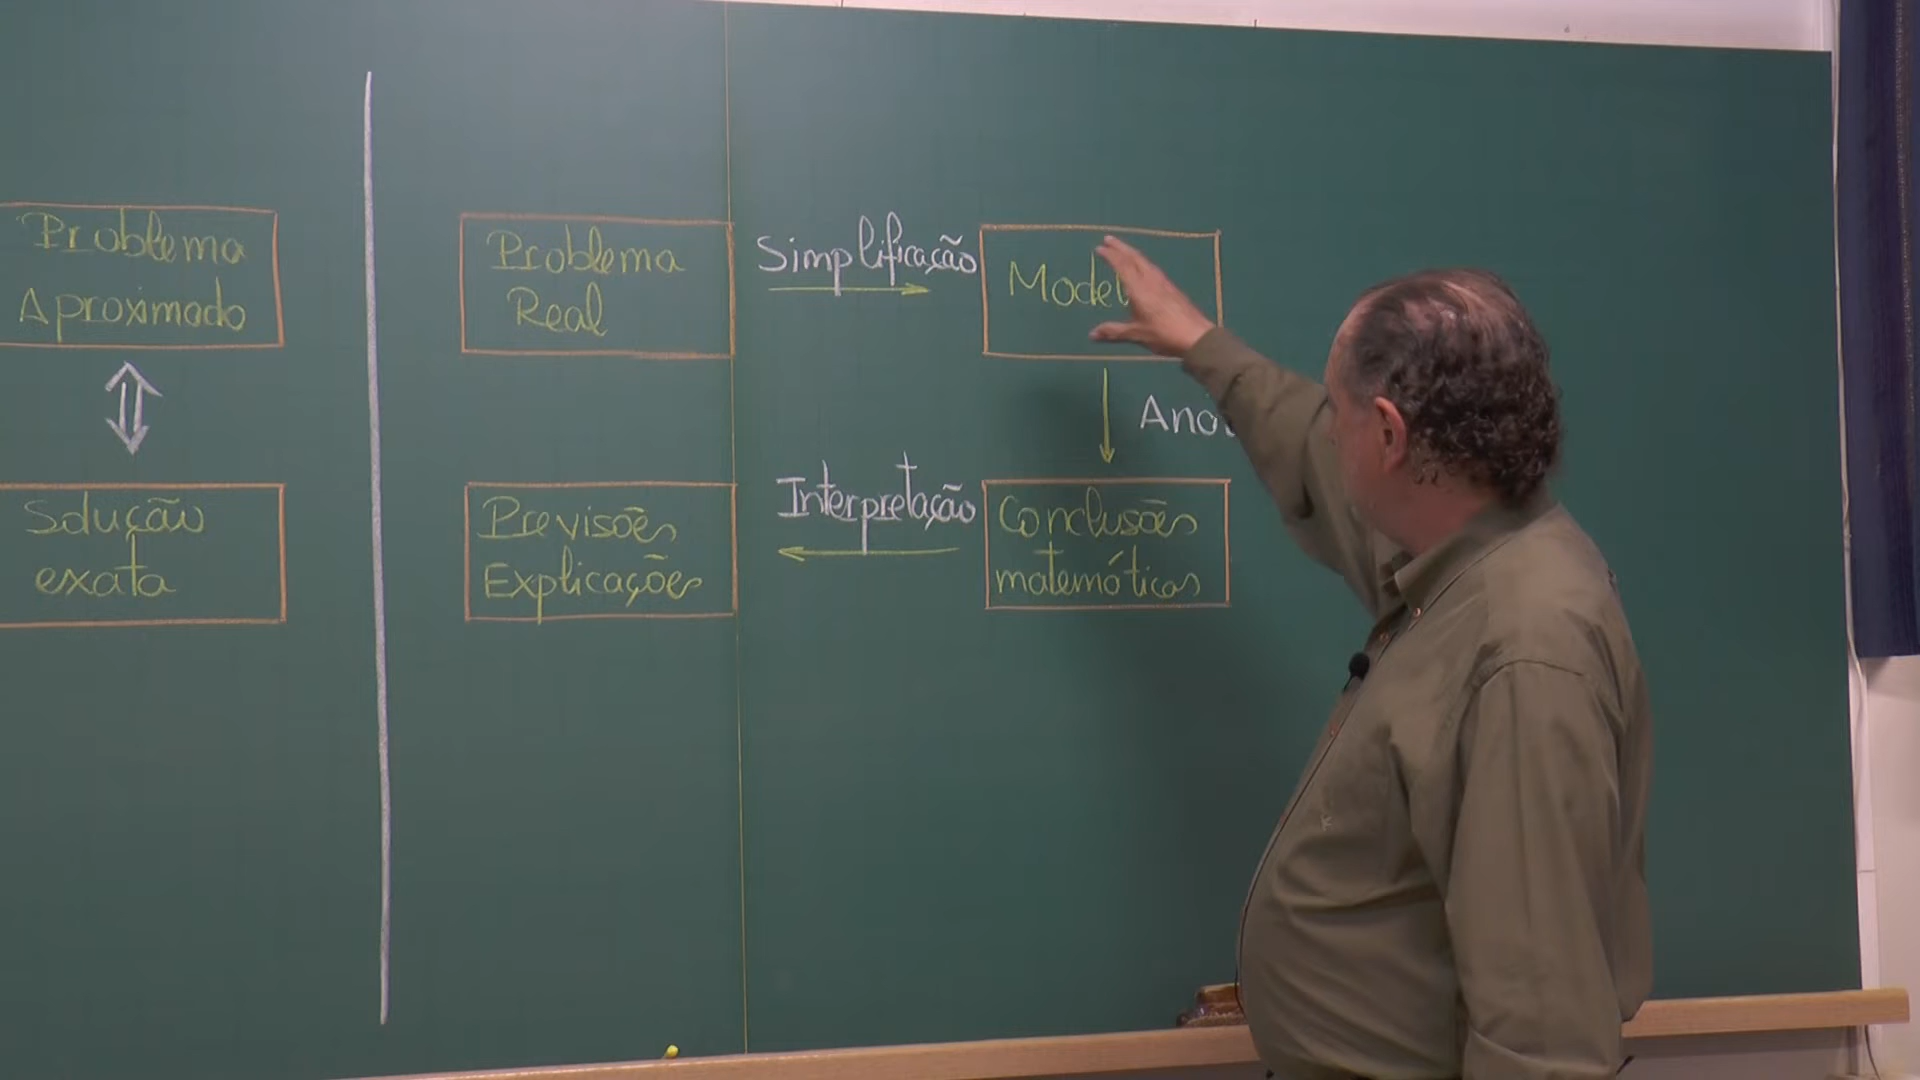 Problema
Aproximado
Solução
exata
Problema
Real
Simplificação
Interpretação
Conclusões
matemáticas
Previsões
Explicações